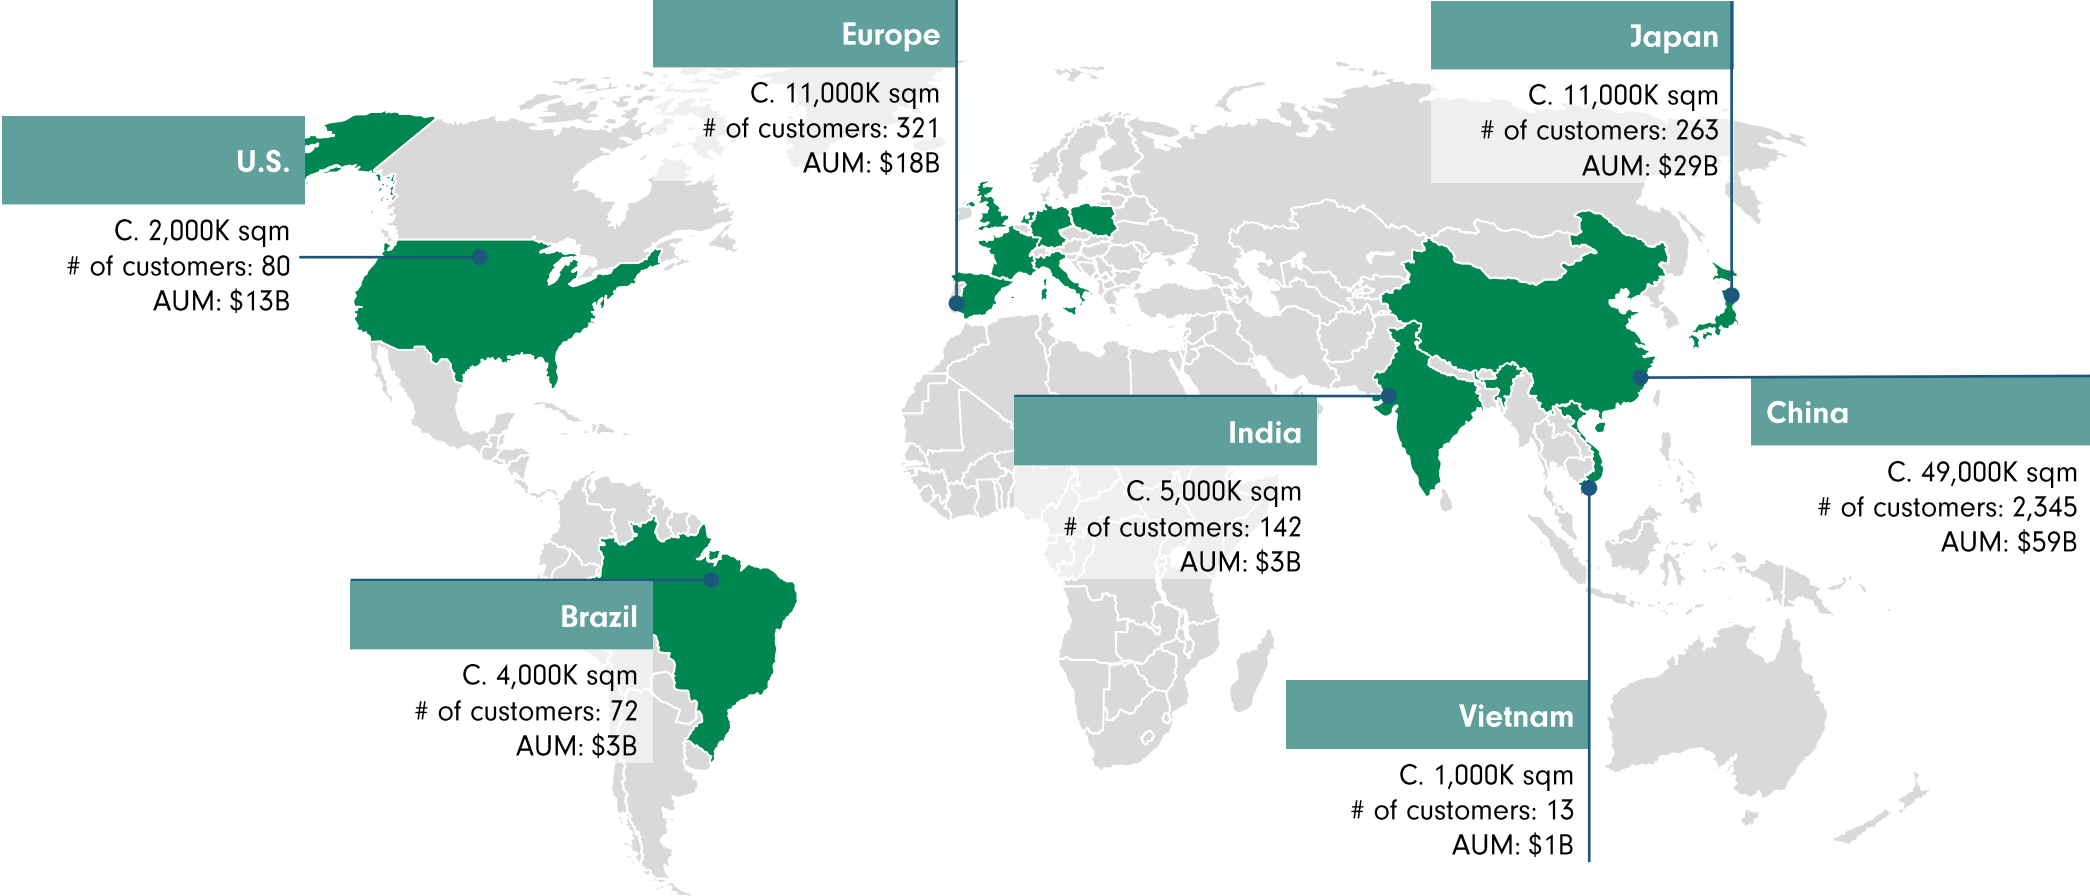 Europe
C. 11,000K sqm
# of customers: 321
AUM: $18B
Japan
C. 11,000K sqm
# of customers: 263
AUM: $29B
U.S.
C. 2,000K sqm
# of customers: 80
AUM: $13B
India
C. 5,000K sqm
# of customers: 142
AUM: $3B
China
C. 49,000K sqm
# of customers: 2,345
AUM: $59B
Brazil
C. 4,000K sqm
# of customers: 72
AUM: $3B
Vietnam
C. 1,000K sqm
# of customers: 13
AUM: $1B